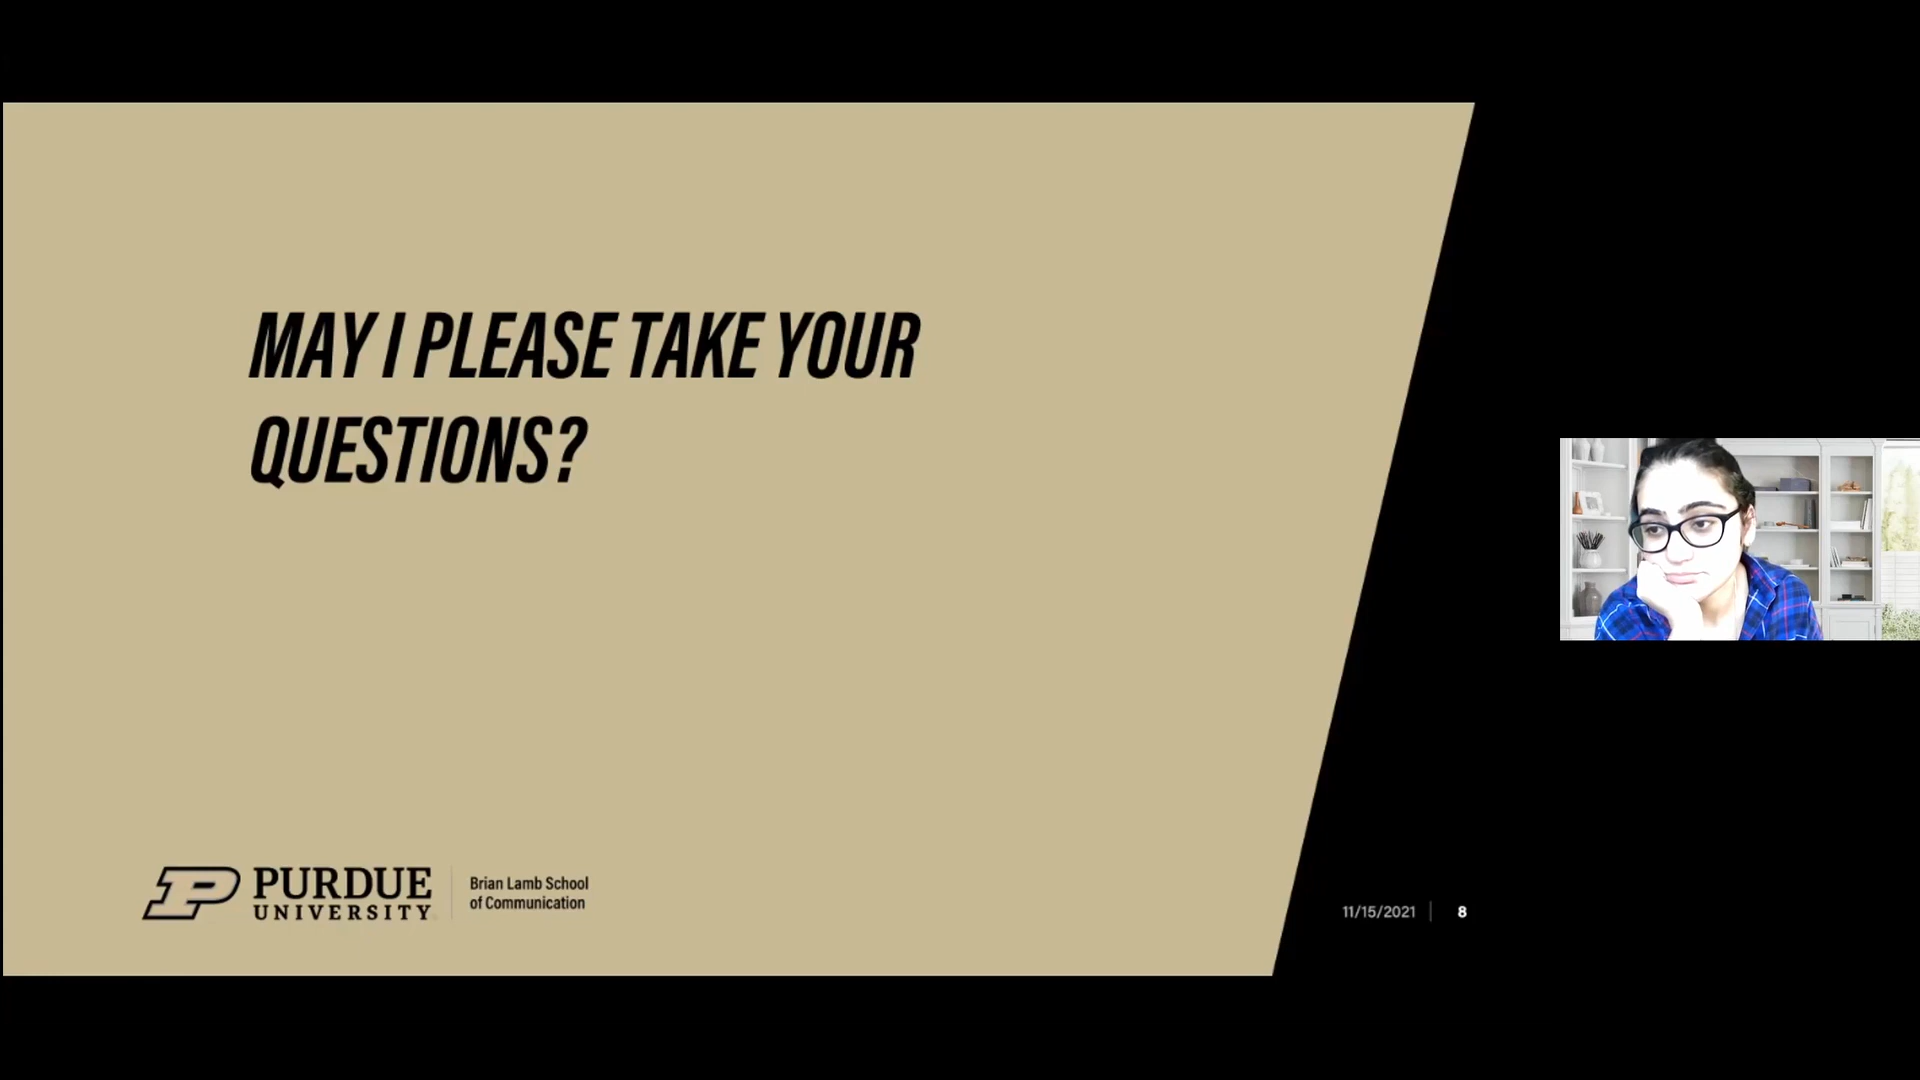 MAY I PLEASE TAKE YOUR
QUESTIONS?
PURDUE
UNIVERSITY
Brian Lamb School
of Communication
11/15/2021
8